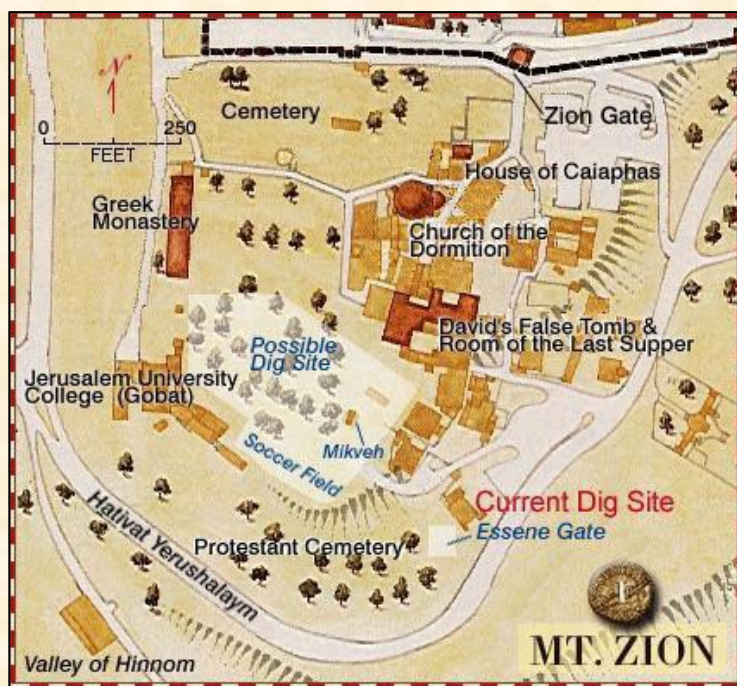 N
0 250
FEET
Cemetery
Zion Gate
House of Caiaphas
Greek
Monastery
Church of the
Dormition
Possible
Dig Site
David's False Tomb &
Room of the Last Supper
Jerusalem University
College (Gobat)
Mikveh
Soccer Field
Current Dig Site
Essene Gate
Protestant Cemetery
Hativat Yerushalaym
Valley of Hinnom
1
MT. ZION